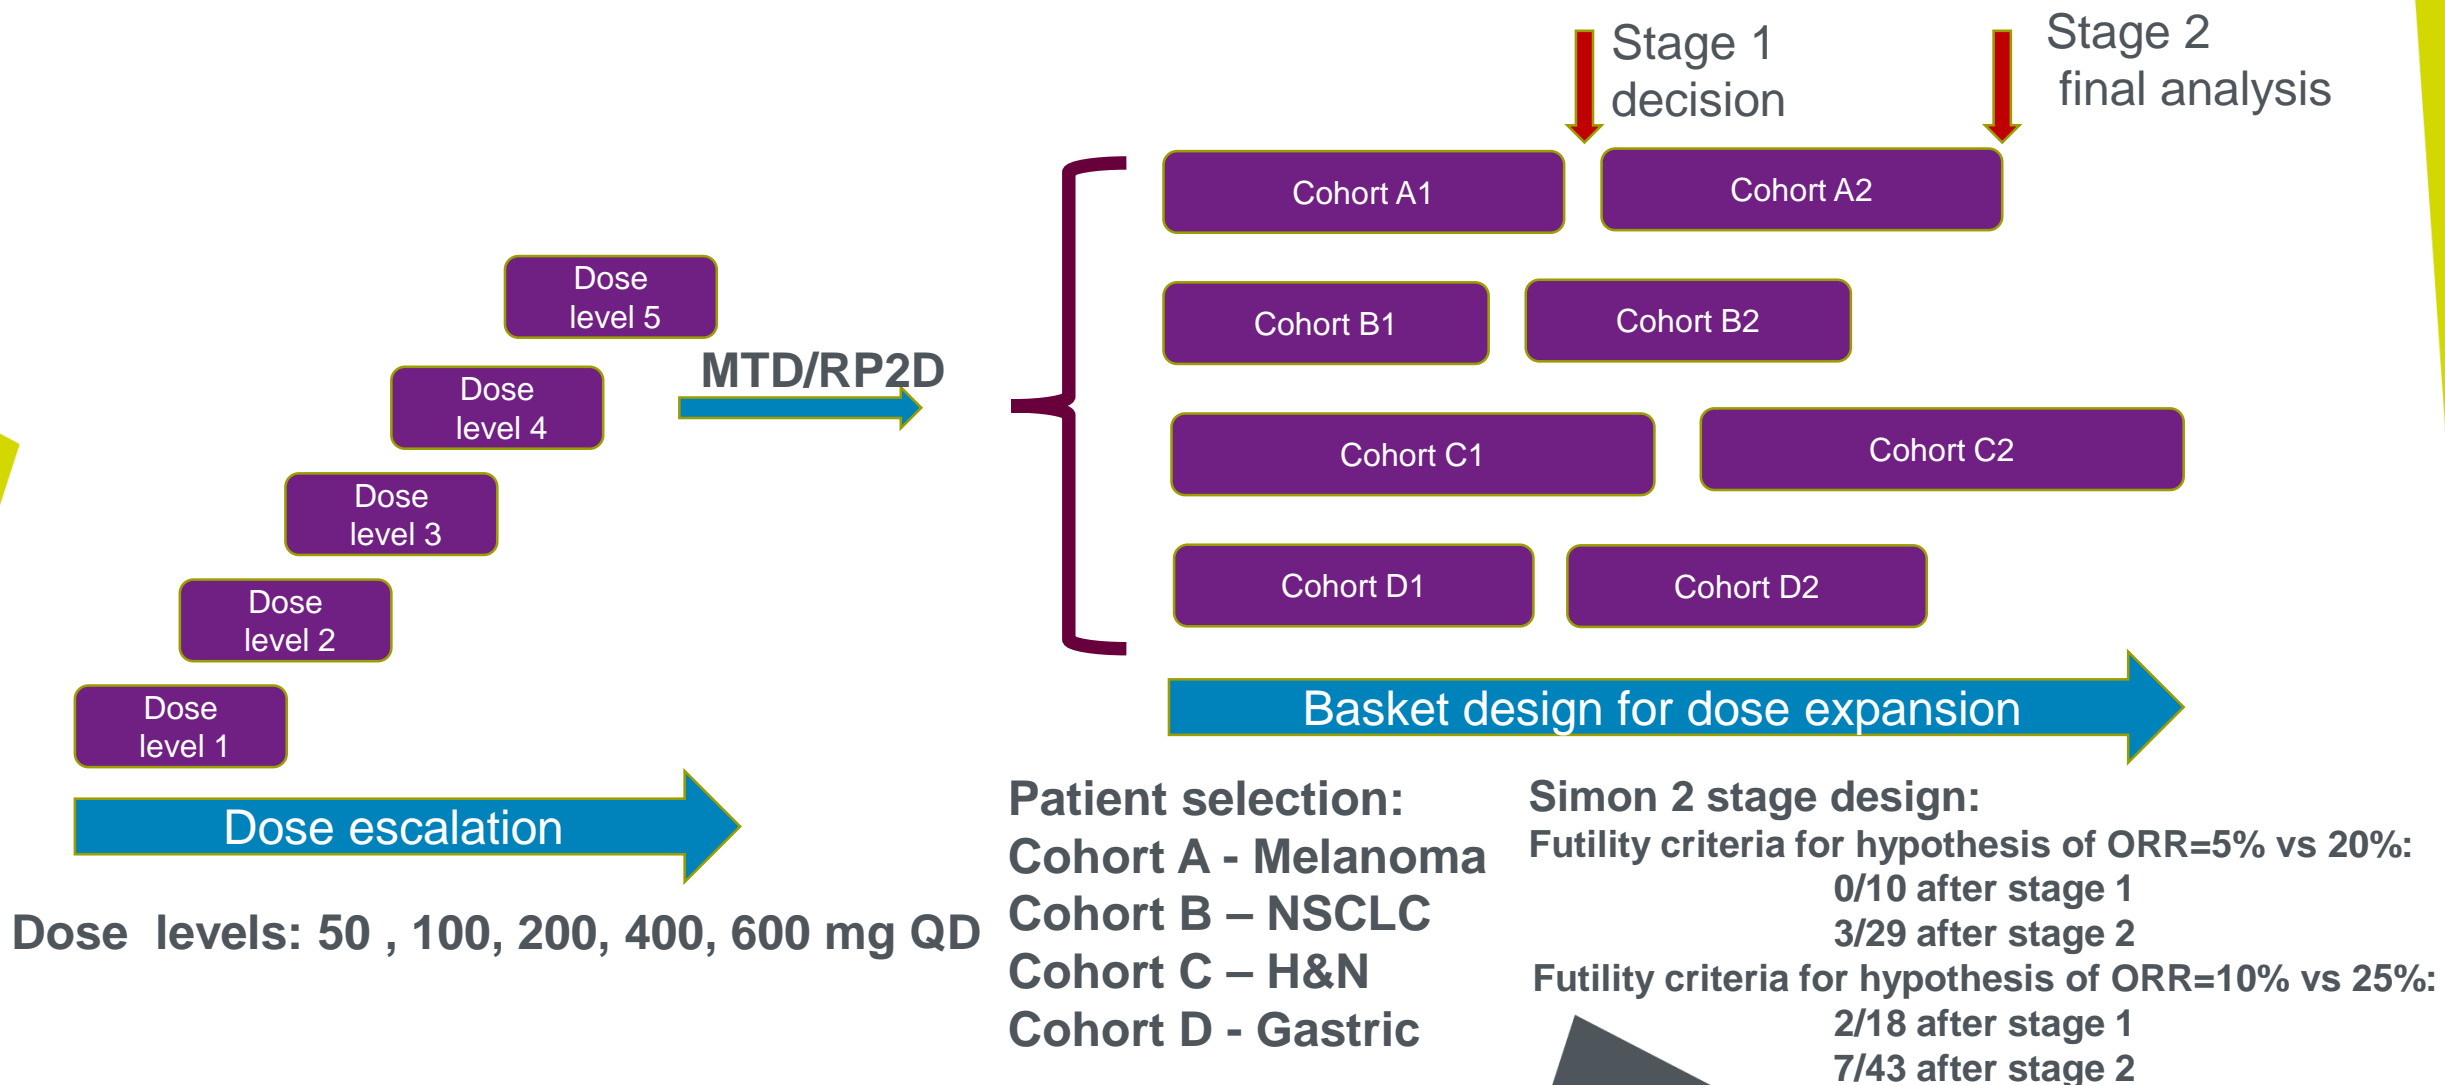 Stage 1
decision
Stage 2
final analysis
Cohort A1
Cohort A2
Dose
level 5
Cohort B1
Cohort B2
MTD/RP2D
Dose
level 4
Cohort C1
Cohort C2
Dose
level 3
Cohort D1
Cohort D2
Dose
level 2
Dose
level 1
Basket design for dose expansion
Dose escalation
Dose levels: 50 , 100, 200, 400, 600 mg QD
Patient selection:
Cohort A - Melanoma
Cohort B – NSCLC
Cohort C – H&N
Cohort D - Gastric
Simon 2 stage design:
Futility criteria for hypothesis of ORR=5% vs 20%:
0/10 after stage 1
3/29 after stage 2
Futility criteria for hypothesis of ORR=10% vs 25%:
2/18 after stage 1
7/43 after stage 2